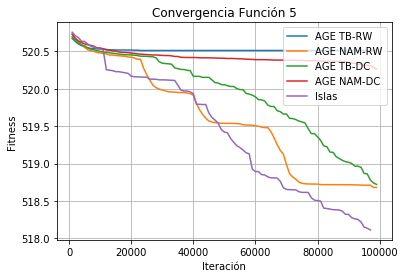 Convergencia Función 5
Fitness
520.5
520.0
519.5
519.0
518.5
518.0
AGE TB-RW
AGE NAM-RW
AGE TB-DC
AGE NAM-DC
Islas
0
20000
40000
60000
80000
100000
Iteración